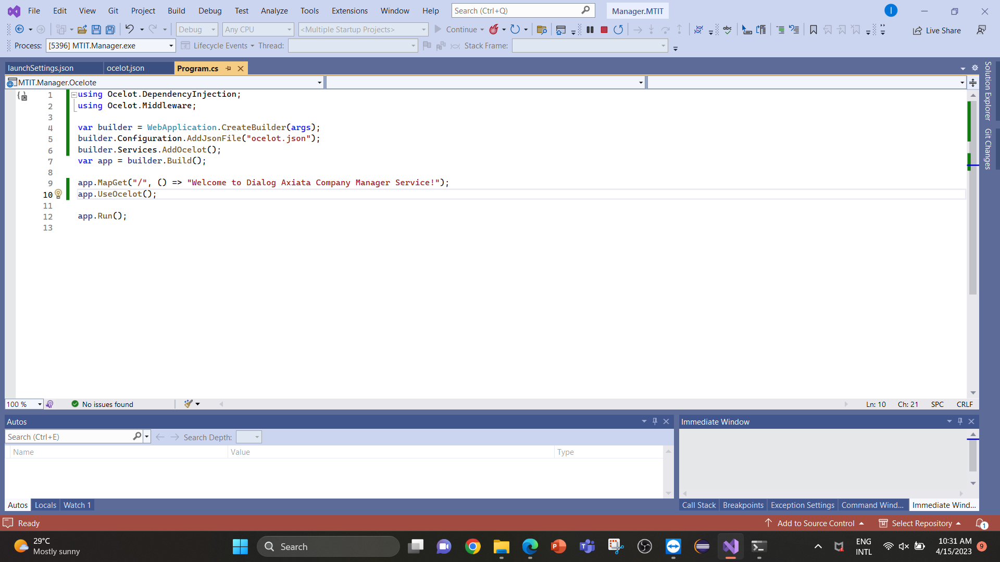 File Edit View Git Project Build Debug Test Analyze Tools Extensions Window Help Search (Ctrl+Q) Manager.MTIT I
Debug Any CPU <Multiple Startup Projects> Continue abc Live Share
Process: [5396] MTIT.Manager.exe Lifecycle Events Thread: Stack Frame:
launchSettings.json ocelot.json Program.cs
MTIT.Manager.Ocelote
1 using Ocelot.DependencyInjection;
2 using Ocelot.Middleware;
3
4 var builder = WebApplication.CreateBuilder(args);
5 builder.Configuration.AddJsonFile("ocelot.json");
6 builder.Services.AddOcelot();
7 var app = builder.Build();
8
9 app.MapGet("/", () => "Welcome to Dialog Axiata Company Manager Service!");
10 app.UseOcelot();
11
12 app.Run();
13
Solution Explorer
Git Changes
100 % No issues found Ln: 10 Ch: 21 SPC CRLF
Autos
Search (Ctrl+E) Search Depth:
Name Value Type
Autos Locals Watch 1
Immediate Window
Call Stack Breakpoints Exception Settings Command Wind... Immediate Wind...
Ready Add to Source Control Select Repository 1
29°C
Mostly sunny
Search
ENG
INTL
10:31 AM
4/15/2023
9